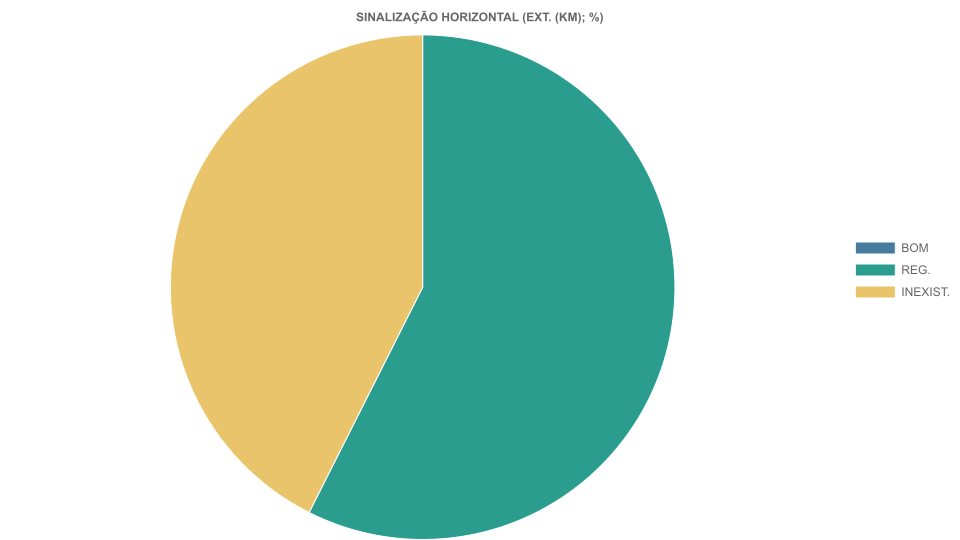 SINALIZAÇÃO HORIZONTAL (EXT. (KM); %)
BOM
REG.
INEXIST.